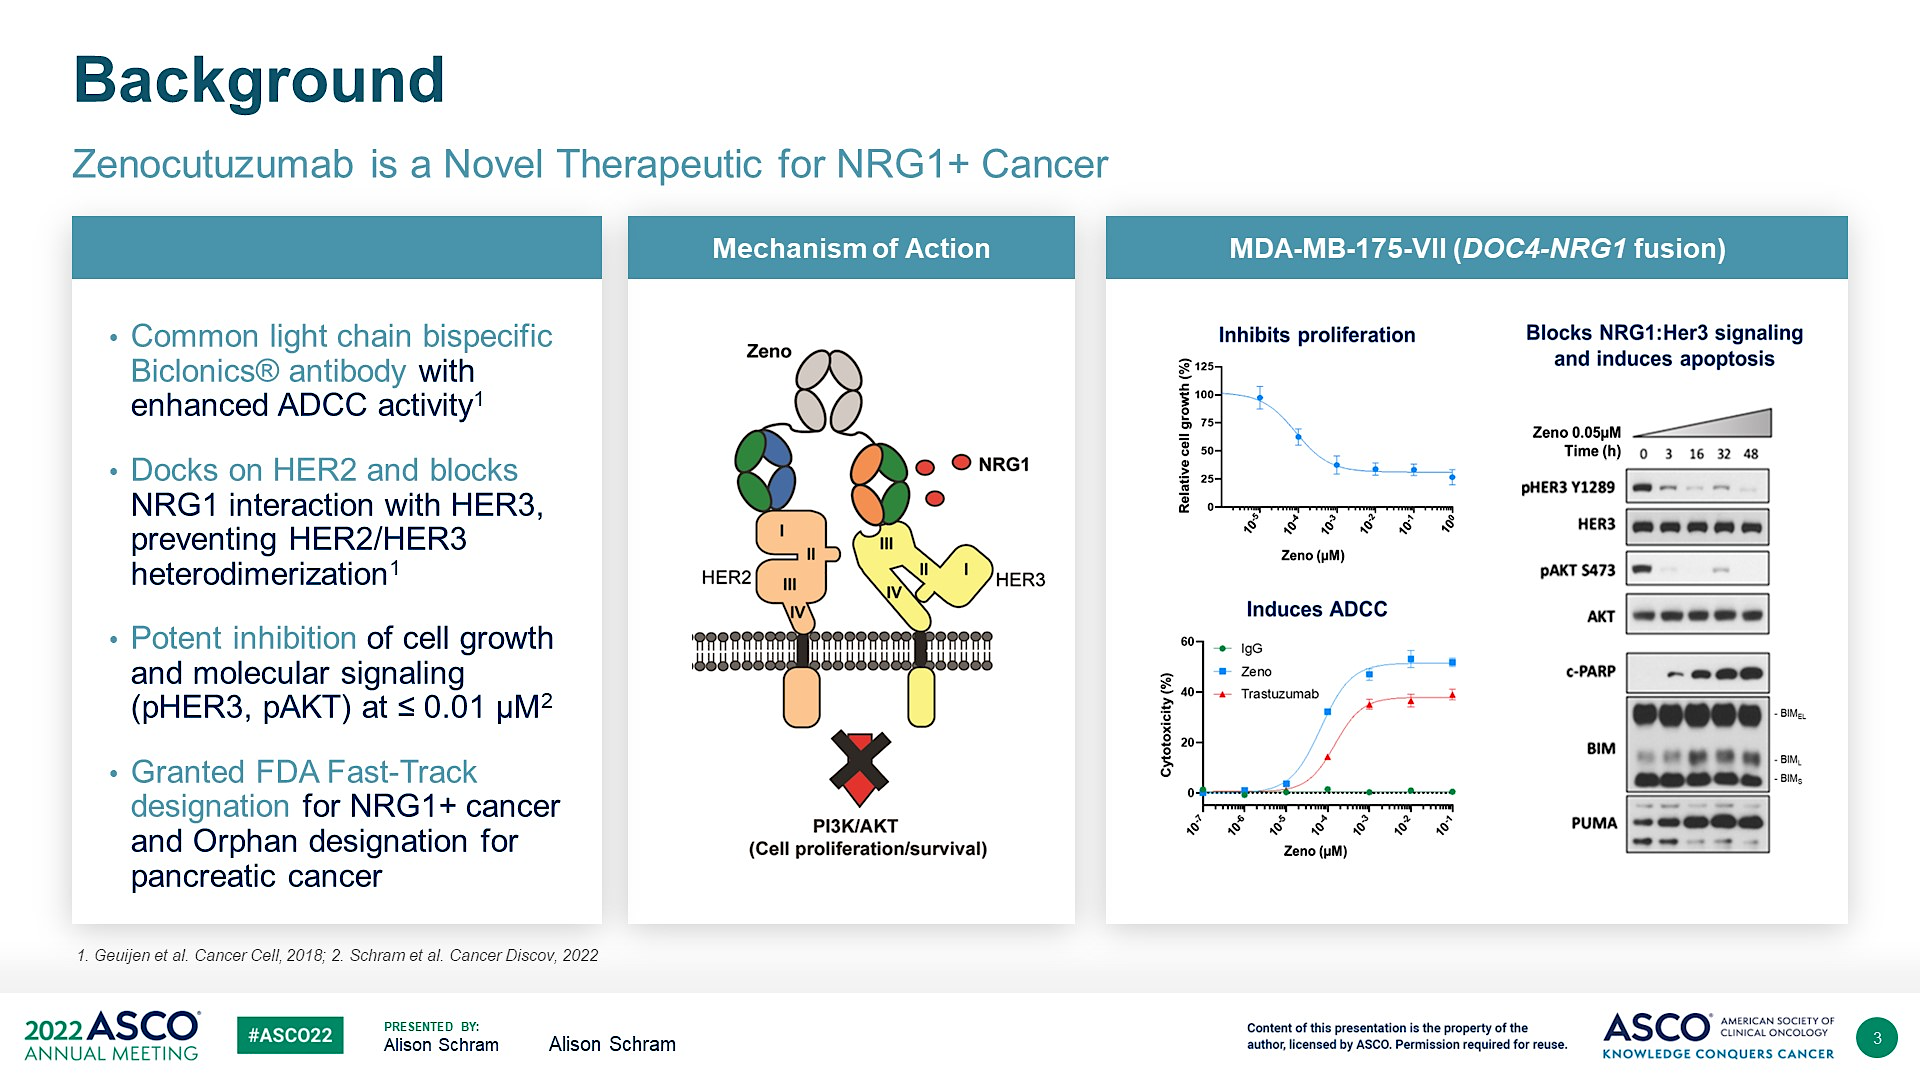 Background
Zenocutuzumab is a Novel Therapeutic for NRG1+ Cancer
• Common light chain bispecific
Biclonics® antibody with
enhanced ADCC activity1
• Docks on HER2 and blocks
NRG1 interaction with HER3,
preventing HER2/HER3
heterodimerization1
• Potent inhibition of cell growth
and molecular signaling
(pHER3, pAKT) at ≤ 0.01 µM2
• Granted FDA Fast-Track
designation for NRG1+ cancer
and Orphan designation for
pancreatic cancer
Mechanism of Action
Zeno
NRG1
I
II
III
IV
HER2
III
II
I
IV
HER3
PI3K/AKT
(Cell proliferation/survival)
MDA-MB-175-VII (DOC4-NRG1 fusion)
Inhibits proliferation
Relative cell growth (%)
125
100
75
50
25
0
10-5 10-4 10-3 10-2 10-1 100
Zeno (µM)
Induces ADCC
Cytotoxicity (%)
60
40
20
0
IgG
Zeno
Trastuzumab
10-7 10-6 10-5 10-4 10-3 10-2 10-1
Zeno (µM)
Blocks NRG1:Her3 signaling
and induces apoptosis
Zeno 0.05µM
Time (h) 0 3 16 32 48
pHER3 Y1289
HER3
pAKT S473
AKT
c-PARP
BIM
- BIMEL
- BIML
- BIMS
PUMA
1. Geuijen et al. Cancer Cell, 2018; 2. Schram et al. Cancer Discov, 2022
2022 ASCO®
ANNUAL MEETING
#ASCO22
PRESENTED BY:
Alison Schram
Alison Schram
Content of this presentation is the property of the
author, licensed by ASCO. Permission required for reuse.
ASCO® AMERICAN SOCIETY OF
CLINICAL ONCOLOGY
KNOWLEDGE CONQUERS CANCER
3